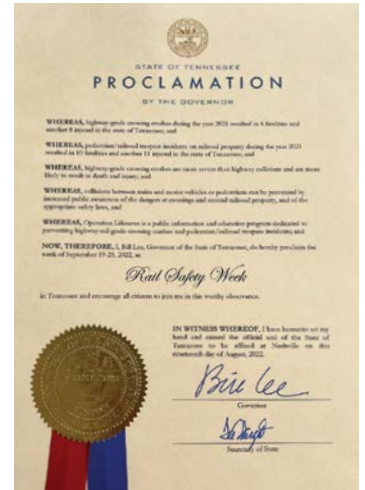 STATE OF TENNESSEE
PROCLAMATION
BY THE GOVERNOR
WHEREAS, highway-grade crossing crashes during the year 2021 resulted in 4 fatalities and
another 8 injured in the state of Tennessee; and
WHEREAS, pedestrian/railroad trespass incidents on railroad property during the year 2021
resulted in 10 fatalities and another 11 injured in the state of Tennessee; and
WHEREAS, highway-grade crossing crashes are more severe than highway collisions and are more
likely to result in death and injury; and
WHEREAS, collisions between trains and motor vehicles or pedestrians can be prevented by
increased public awareness of the dangers at crossings and around railroad property, and of the
appropriate safety laws, and
WHEREAS, Operation Lifesaver is a public information and education program dedicated to
preventing highway-rail grade crossing crashes and pedestrian/railroad trespass incidents; and
NOW, THEREFORE, I, Bill Lee, Governor of the State of Tennessee, do hereby proclaim the
week of September 19-25, 2022, as
Rail Safety Week
in Tennessee and encourage all citizens to join me in this worthy observance.
IN WITNESS WHEREOF, I have hereunto set my
hand and caused the official seal of the State of
Tennessee to be affixed at Nashville on this
nineteenth day of August, 2022.
Bill Lee
Governor
Secretary of State